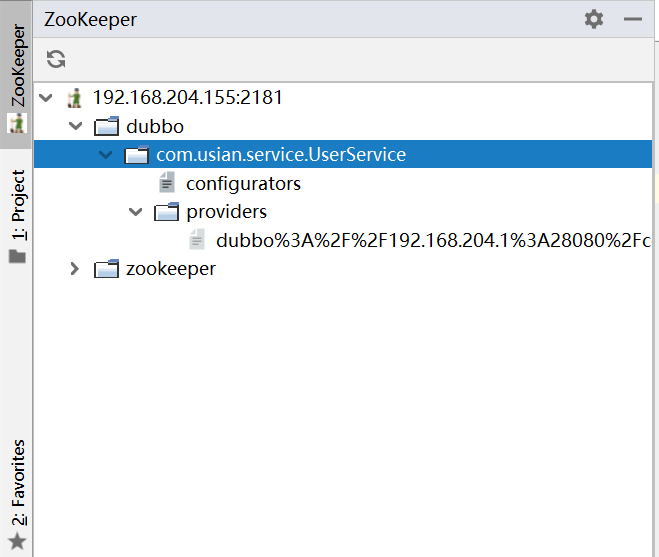 ZooKeeper
192.168.204.155:2181
dubbo
com.usian.service.UserService
configurators
providers
dubbo%3A%2F%2F192.168.204.1%3A28080%2Fc
zookeeper
ZooKeeper
1: Project
2: Favorites